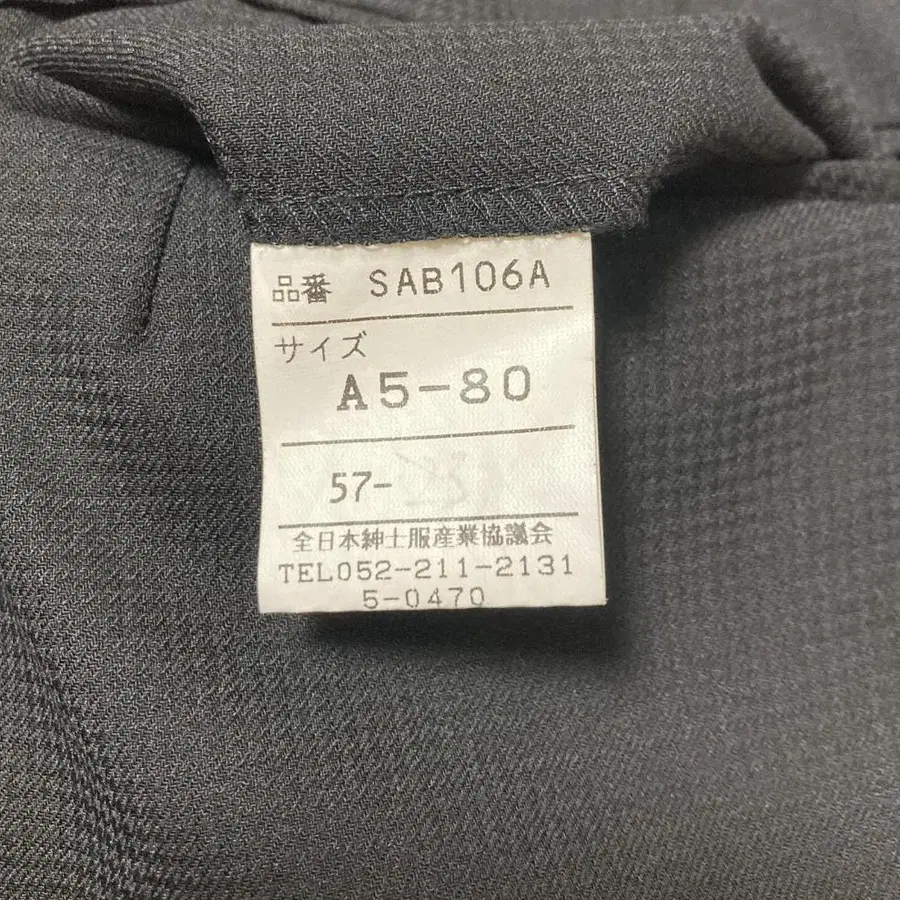 品番 SAB106A
サイズ
A5-80
57-
全日本紳士服産業協議会
TEL052-211-2131
5-0470